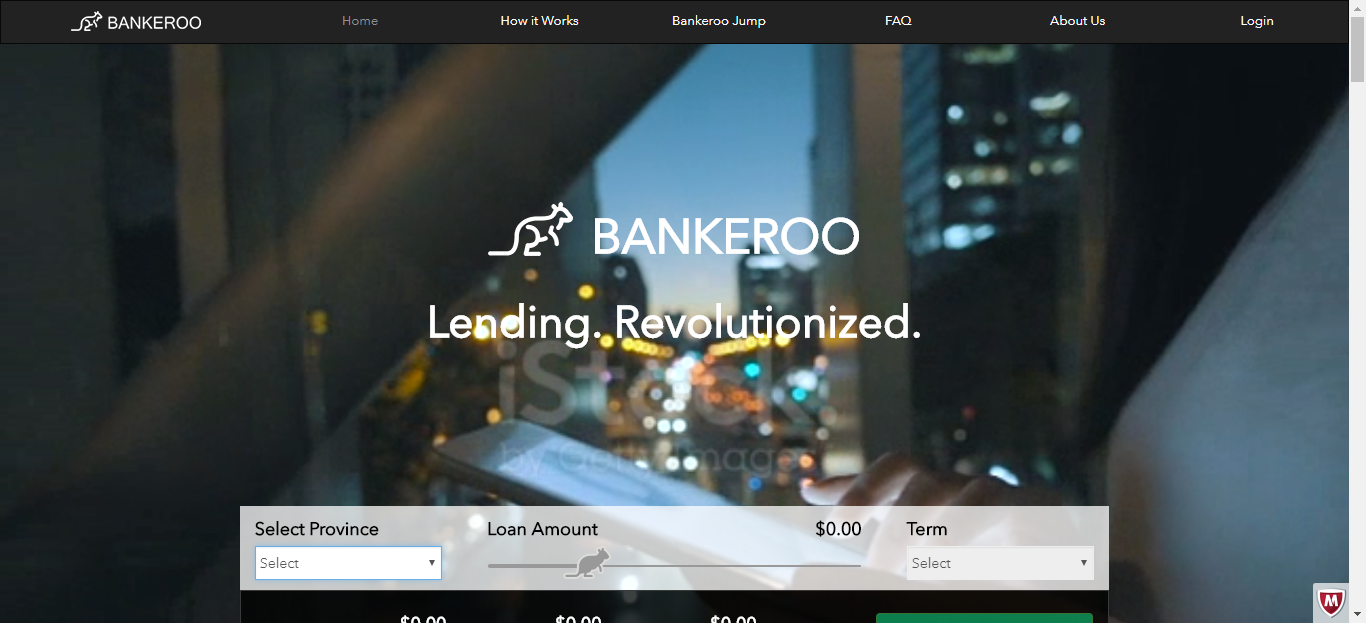 BANKEROO
Home
How it Works
Bankeroo Jump
FAQ
About Us
Login
BANKEROO
Lending. Revolutionized.
iStock
by Getty Images
Select Province
Loan Amount
$0.00
Term
Select
Select
$0.00
$0.00
$0.00
M